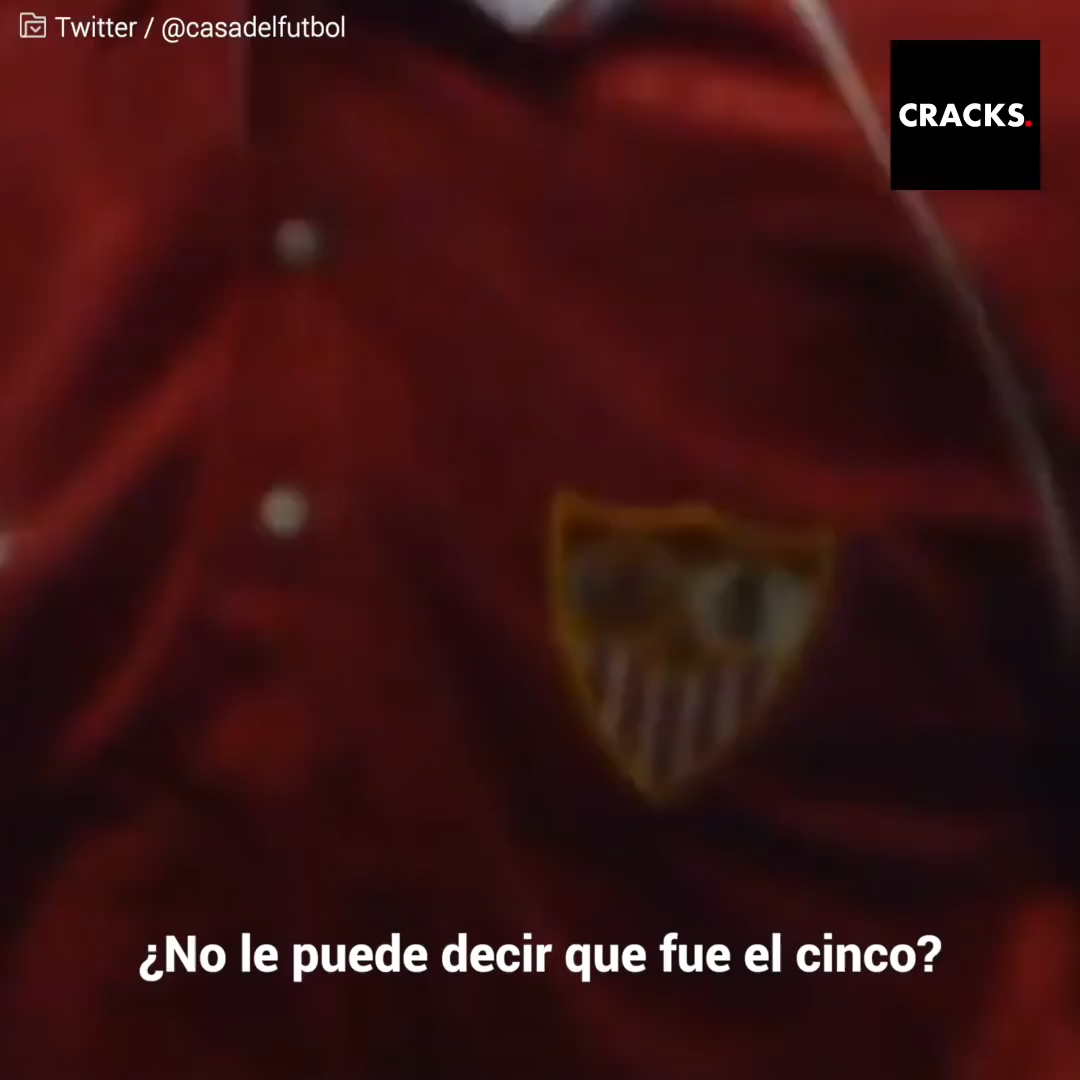 Twitter / @casadelfutbol
CRACKS.
¿No le puede decir que fue el cinco?